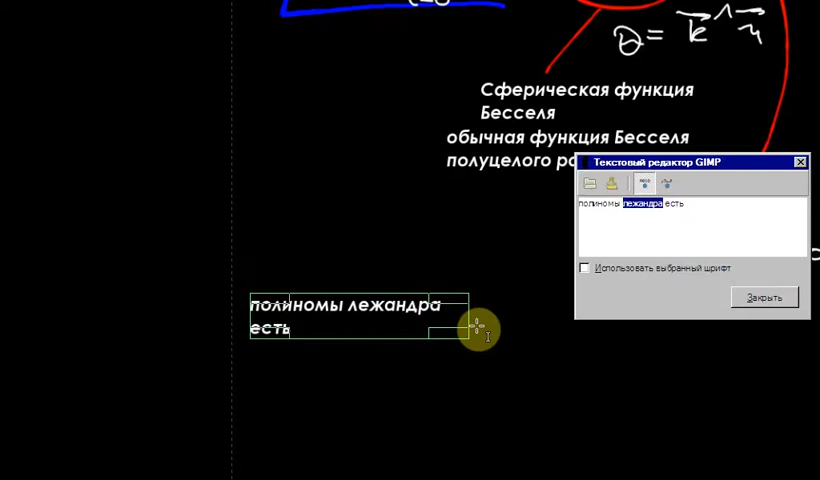 θ = k ^ r
Сферическая функция
Бесселя
обычная функция Бесселя
полуцелого
Текстовый редактор GIMP
полиномы лежандра есть
Использовать выбранный шрифт
Закрыть
полиномы лежандра
есть